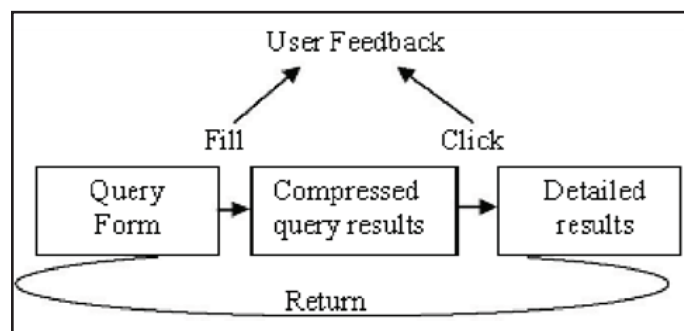 User Feedback
Fill
Click
Query
Form
Compressed
query results
Detailed
results
Return